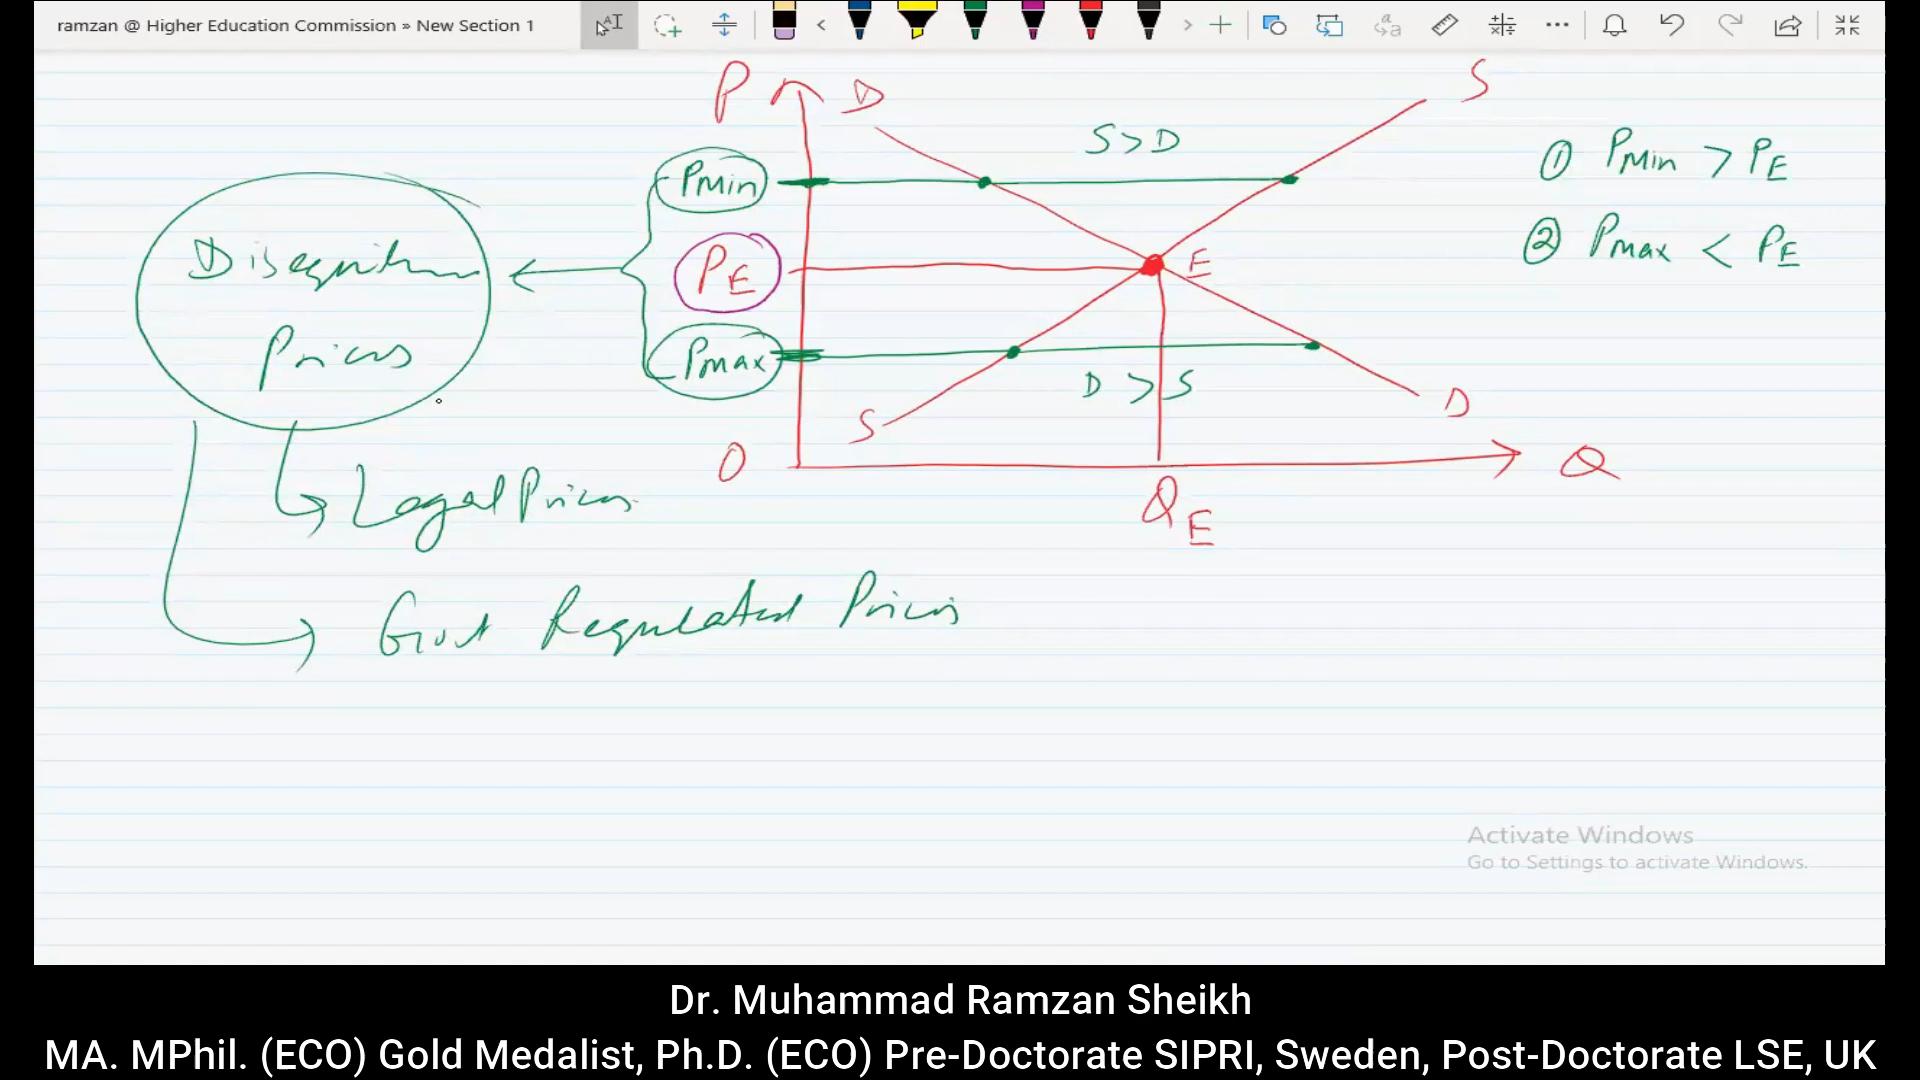 ramzan @ Higher Education Commission » New Section 1
P
D
S
S>D
① PMin > PE
PMin
② Pmax < PE
Disequilm
Prices
PE
E
Pmax
D > S
S
D
O
Q
QE
Legal Prices
Govt Regulated Prices
Activate Windows
Go to Settings to activate Windows.
Dr. Muhammad Ramzan Sheikh
MA. MPhil. (ECO) Gold Medalist, Ph.D. (ECO) Pre-Doctorate SIPRI, Sweden, Post-Doctorate LSE, UK